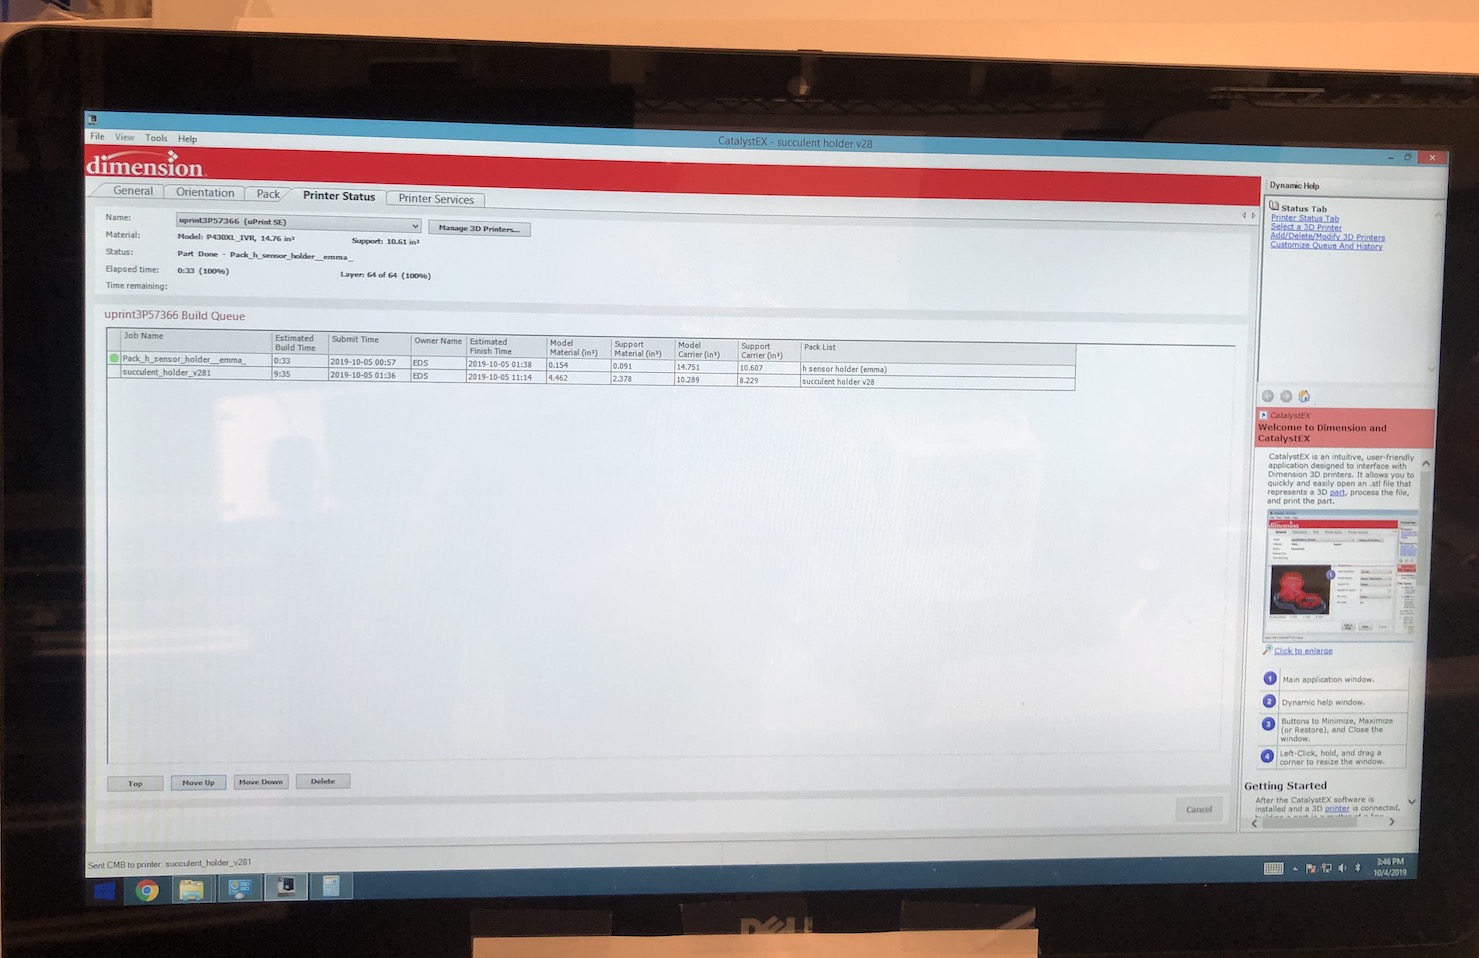 CatalystEX - succulent holder v28
File View Tools Help
dimension
General Orientation Pack Printer Status Printer Services
Name: uprint3P57366 (uPrint SE) Manage 3D Printers...
Material: Model: P430XL_IVR, 14.76 in³ Support: 10.61 in³
Status: Part Done - Pack_h_sensor_holder__emma_
Elapsed time: 0:33 (100%) Layer: 64 of 64 (100%)
Time remaining:
uprint3P57366 Build Queue
Job Name Estimated Build Time Submit Time Owner Name Estimated Finish Time Model Material (in³) Support Material (in³) Model Carrier (in³) Support Carrier (in³) Pack List
Pack_h_sensor_holder__emma_ 0:33 2019-10-05 00:57 EDS 2019-10-05 01:38 0.154 0.091 14.751 10.607 h sensor holder (emma)
succulent_holder_v281 9:35 2019-10-05 01:36 EDS 2019-10-05 11:14 4.462 2.378 10.289 8.229 succulent holder v28
Top Move Up Move Down Delete
Cancel
Sent CMB to printer: succulent_holder_v281
Dynamic Help
Status Tab
Printer Status Tab
Select a 3D Printer
Add/Delete/Modify 3D Printers
Customize Queue And History
CatalystEX
Welcome to Dimension and
CatalystEX
CatalystEX is an intuitive, user-friendly
application designed to interface with
Dimension 3D printers. It allows you to
quickly and easily open an .stl file that
represents a 3D part, process the file,
and print the part.
dimension
Click to enlarge
1 Main application window.
2 Dynamic help window.
3 Buttons to Minimize, Maximize
(or Restore), and Close the
window.
4 Left-Click, hold, and drag a
corner to resize the window.
Getting Started
After the CatalystEX software is
installed and a 3D printer is connected,
3:46 PM
10/4/2019
DELL